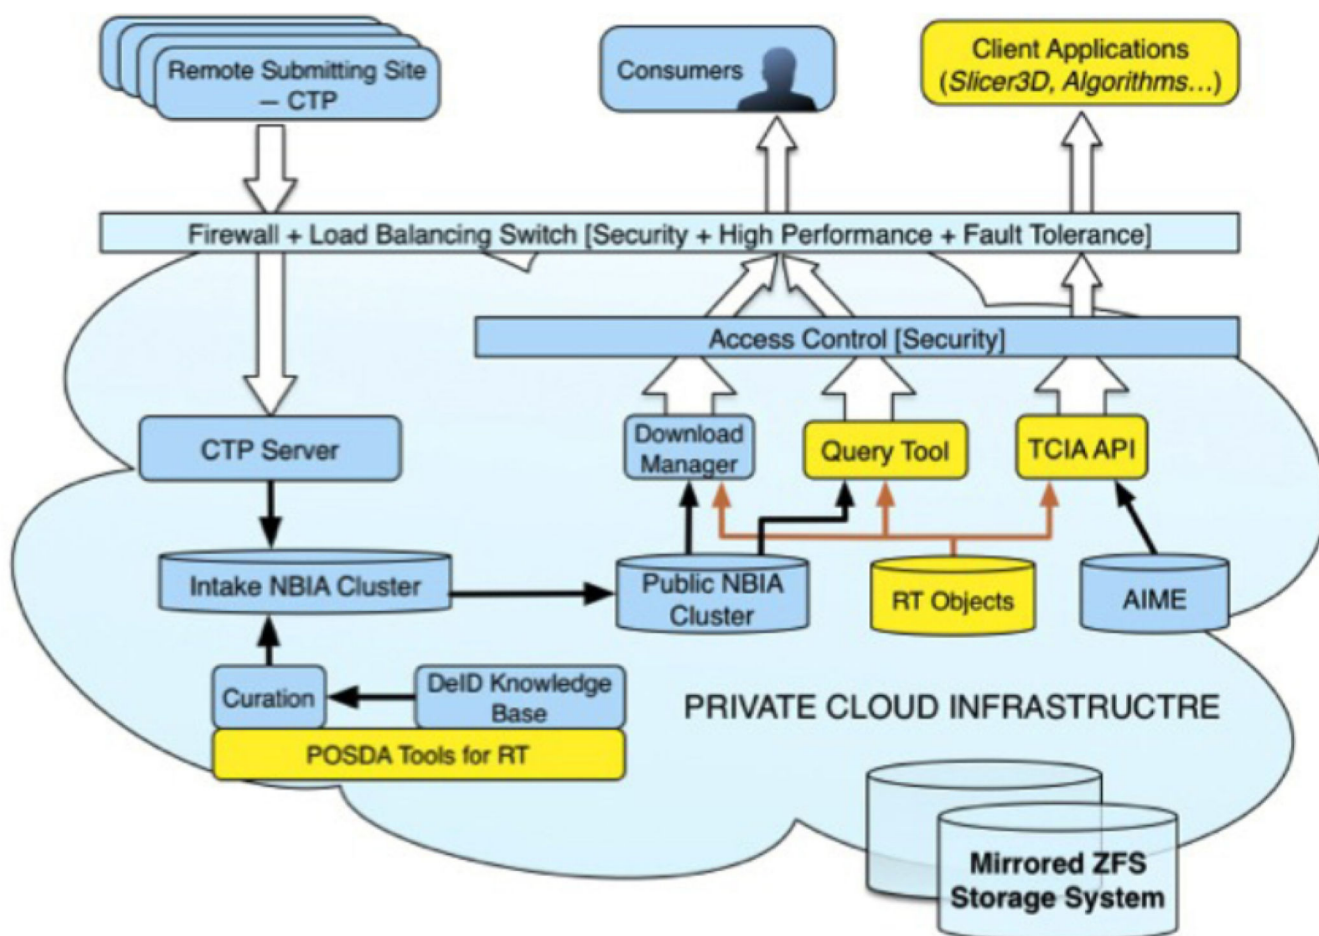 Remote Submitting Site
– CTP
Consumers
Client Applications
(Slicer3D, Algorithms...)
Firewall + Load Balancing Switch [Security + High Performance + Fault Tolerance]
Access Control [Security]
CTP Server
Download
Manager
Query Tool
TCIA API
Intake NBIA Cluster
Public NBIA
Cluster
RT Objects
AIME
Curation
DeID Knowledge
Base
POSDA Tools for RT
PRIVATE CLOUD INFRASTRUCTRE
Mirrored ZFS
Storage System